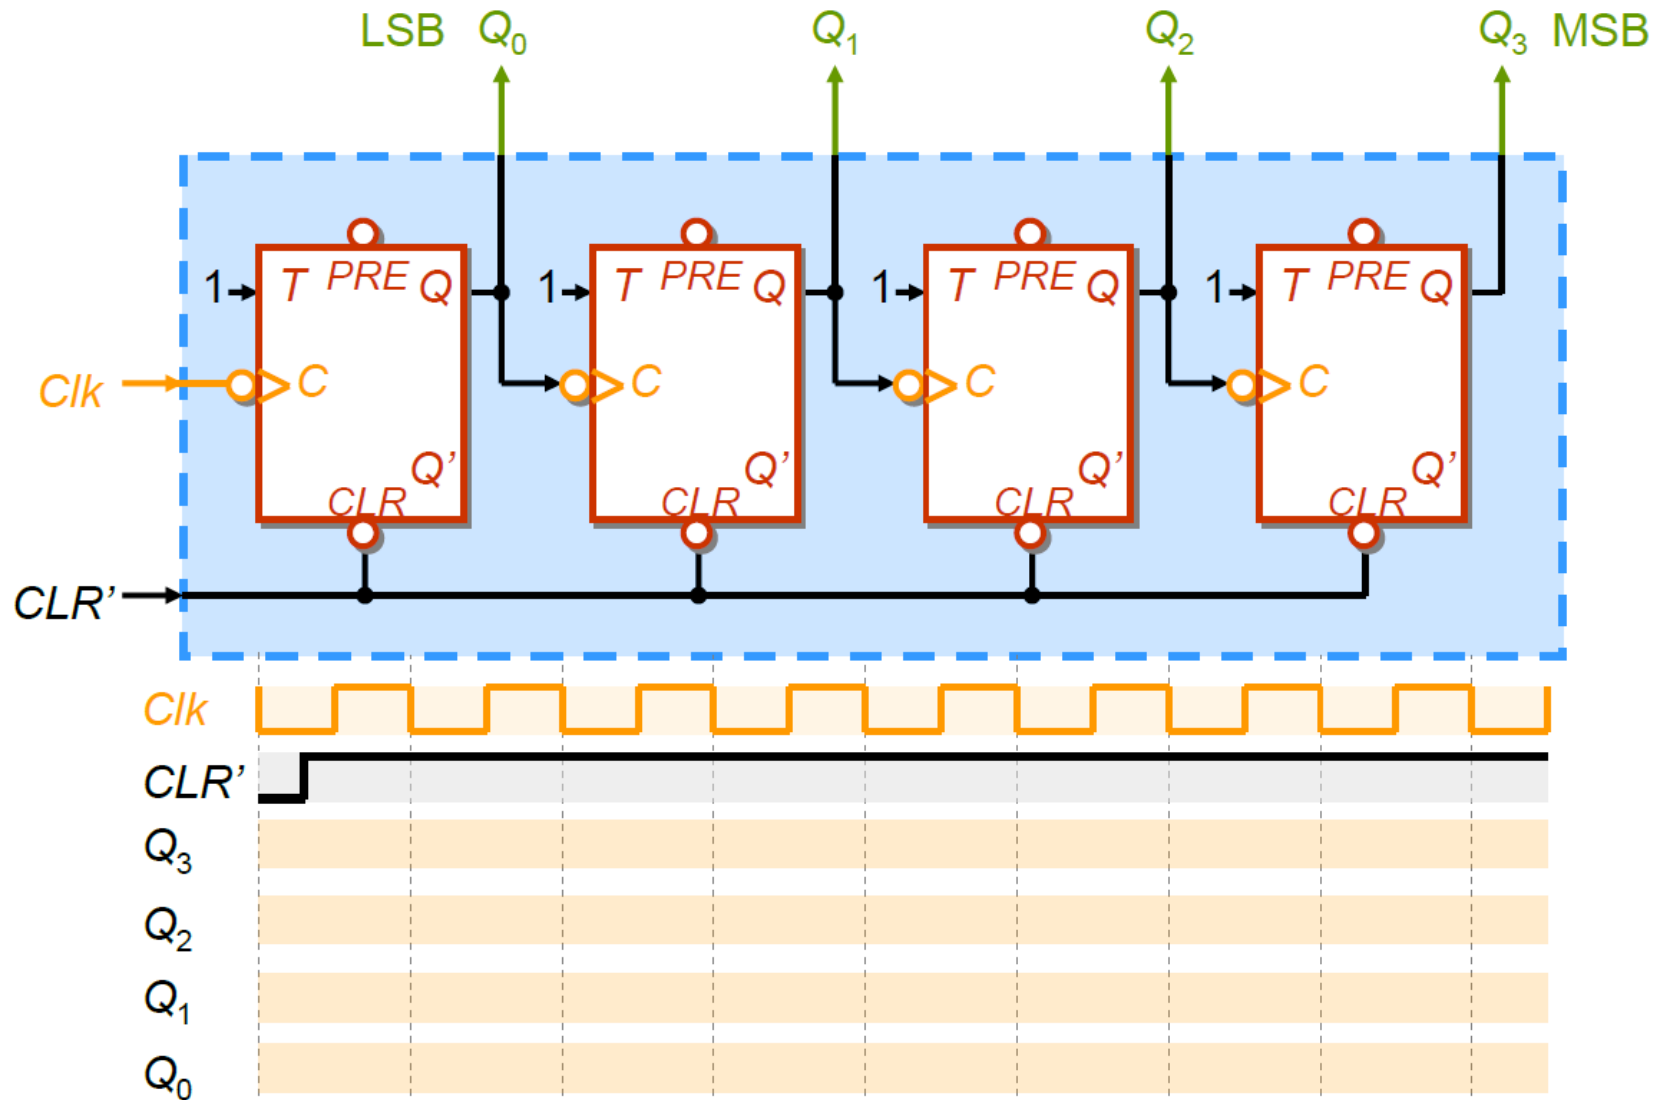 LSB Q₀ Q₁ Q₂ Q₃ MSB
1 T PRE Q 1 T PRE Q 1 T PRE Q 1 T PRE Q
Clk C C C C
Q’ Q’ Q’ Q’
CLR CLR CLR CLR
CLR’
Clk
CLR’
Q₃
Q₂
Q₁
Q₀